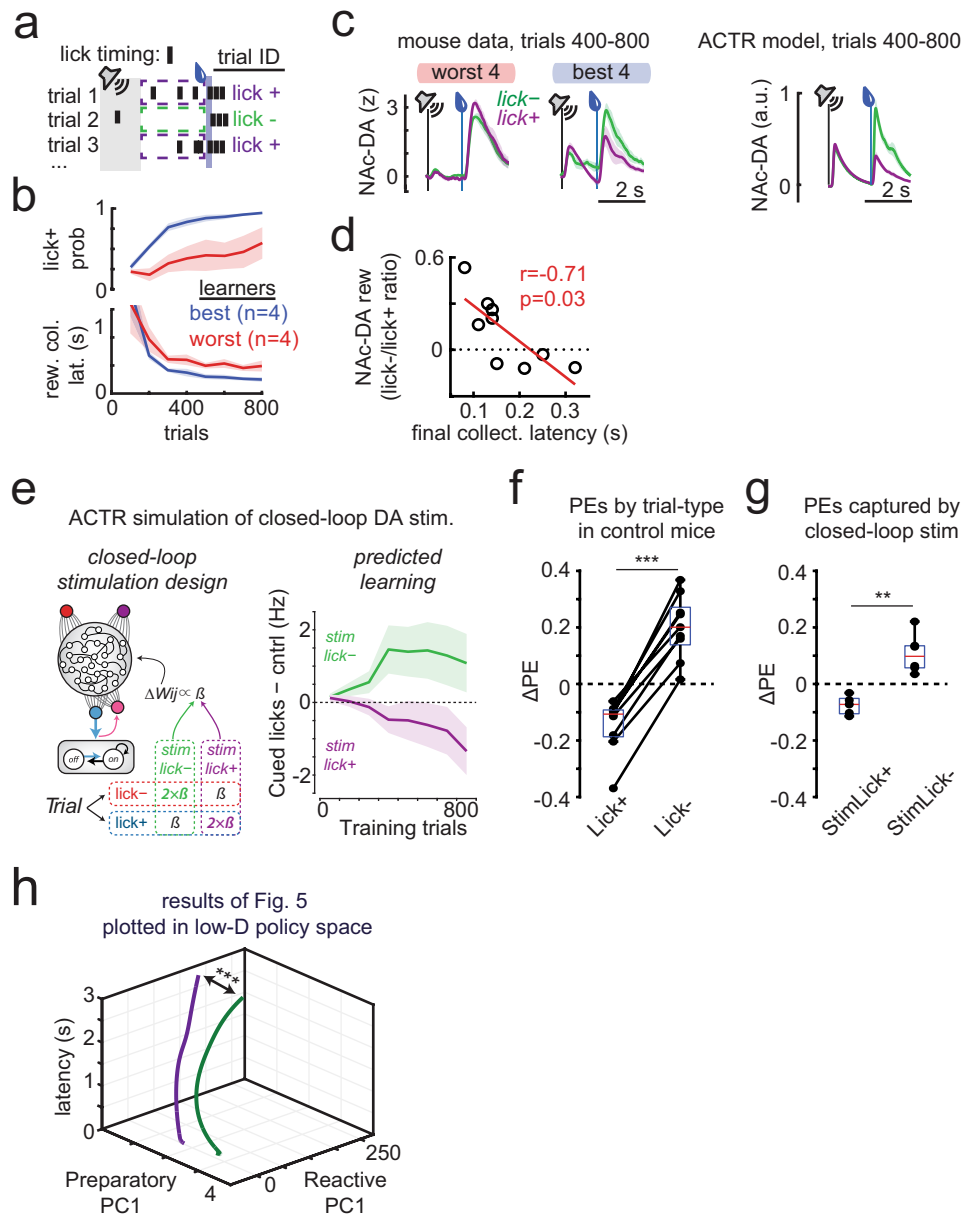 a
lick timing:
trial ID
trial 1
lick +
trial 2
lick -
trial 3
lick +
...
b
1
lick+
prob
0
learners
best (n=4)
worst (n=4)
1
rew. col.
lat. (s)
0
0
400
800
trials
c
mouse data, trials 400-800
worst 4
best 4
lick−
lick+
3
NAc-DA (z)
0
2 s
ACTR model, trials 400-800
1
NAc-DA (a.u.)
0
2 s
d
0.6
NAc-DA rew
(lick-/lick+ ratio)
0
r=-0.71
p=0.03
0.1
0.2
0.3
final collect. latency (s)
e
ACTR simulation of closed-loop DA stim.
closed-loop
stimulation design
ΔWij∝ ß
off
on
stim
lick−
stim
lick+
Trial
lick−
2×ß
ß
lick+
ß
2×ß
predicted
learning
Cued licks − cntrl (Hz)
2
0
-2
stim
lick−
stim
lick+
0
800
Training trials
f
PEs by trial-type
in control mice
***
ΔPE
0.4
0.2
0
-0.2
-0.4
Lick+
Lick-
g
PEs captured by
closed-loop stim
**
ΔPE
0.4
0.2
0
-0.2
-0.4
StimLick+
StimLick-
h
results of Fig. 5
plotted in low-D policy space
***
3
2
1
0
latency (s)
Preparatory
PC1
4
0
250
Reactive
PC1